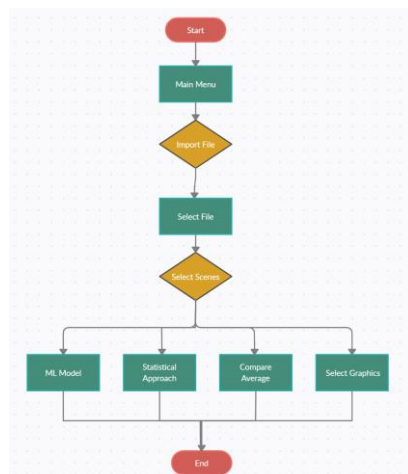 Start
Main Menu
Import File
Select File
Select Scenes
ML Model
Statistical
Approach
Compare
Average
Select Graphics
End